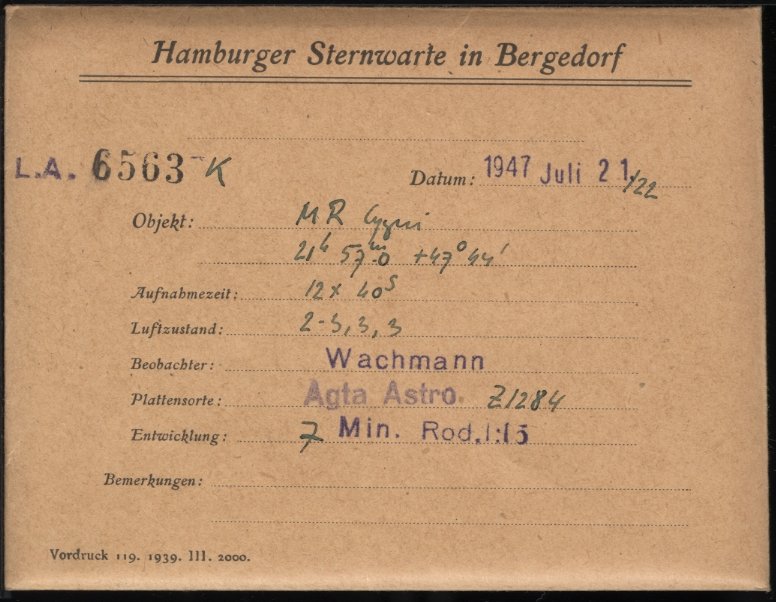 Hamburger Sternwarte in Bergedorf
L.A. 6563-K Datum: 1947 Juli 21/22
Objekt: MR Cygni
21h 57m.0 +47° 44'
Aufnahmezeit: 12x 40s
Luftzustand: 2-3, 3, 3
Beobachter: Wachmann
Plattensorte: Agfa Astro. Z1284
Entwicklung: 7 Min. Rod.1:15
Bemerkungen:
Vordruck 119. 1939. III. 2000.